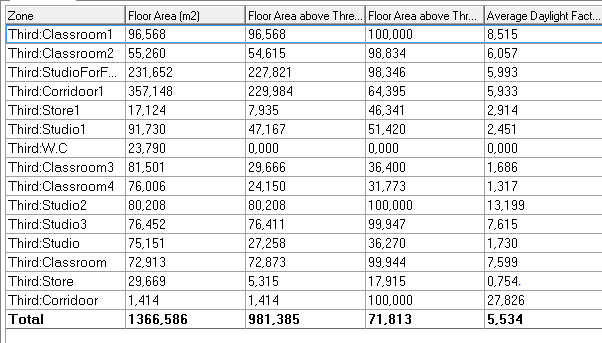 Zone Floor Area (m2) Floor Area above Thre... Floor Area above Thr... Average Daylight Fact...
Third:Classroom1 96,568 96,568 100,000 8,515
Third:Classroom2 55,260 54,615 98,834 6,057
Third:StudioForF... 231,652 227,821 98,346 5,993
Third:Corridoor1 357,148 229,984 64,395 5,933
Third:Store1 17,124 7,935 46,341 2,914
Third:Studio1 91,730 47,167 51,420 2,451
Third:W.C 23,790 0,000 0,000 0,000
Third:Classroom3 81,501 29,666 36,400 1,686
Third:Classroom4 76,006 24,150 31,773 1,317
Third:Studio2 80,208 80,208 100,000 13,199
Third:Studio3 76,452 76,411 99,947 7,615
Third:Studio 75,151 27,258 36,270 1,730
Third:Classroom 72,913 72,873 99,944 7,599
Third:Store 29,669 5,315 17,915 0,754.
Third:Corridoor 1,414 1,414 100,000 27,826
Total 1366,586 981,385 71,813 5,534